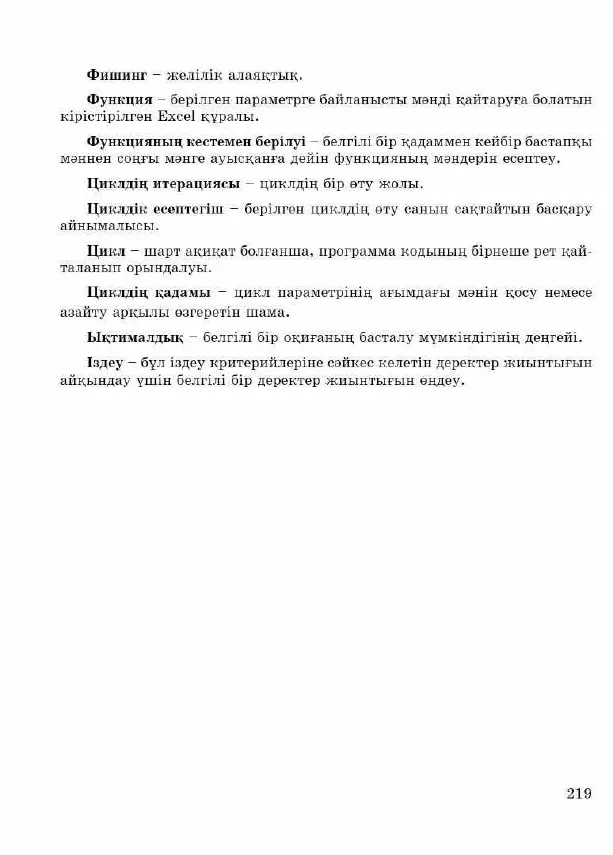 Фишинг – желілік алаяқтық.
Функция – берілген параметрге байланысты мәнді қайтаруға болатын
кірістірілген Excel құралы.
Функцияның кестемен берілуі – белгілі бір қадаммен кейбір бастапқы
мәннен соңғы мәнге ауысқанға дейін функцияның мәндерін есептеу.
Циклдің итерациясы – циклдің бір өту жолы.
Циклдік есептегіш – берілген циклдің өту санын сақтайтын басқару
айнымалысы.
Цикл – шарт ақиқат болғанша, программа кодының бірнеше рет қай-
таланып орындалуы.
Циклдің қадамы – цикл параметрінің ағымдағы мәнін қосу немесе
азайту арқылы өзгеретін шама.
Ықтималдық – белгілі бір оқиғаның басталу мүмкіндігінің деңгейі.
Іздеу – бұл іздеу критерийлеріне сәйкес келетін деректер жиынтығын
айқындау үшін белгілі бір деректер жиынтығын өңдеу.
219